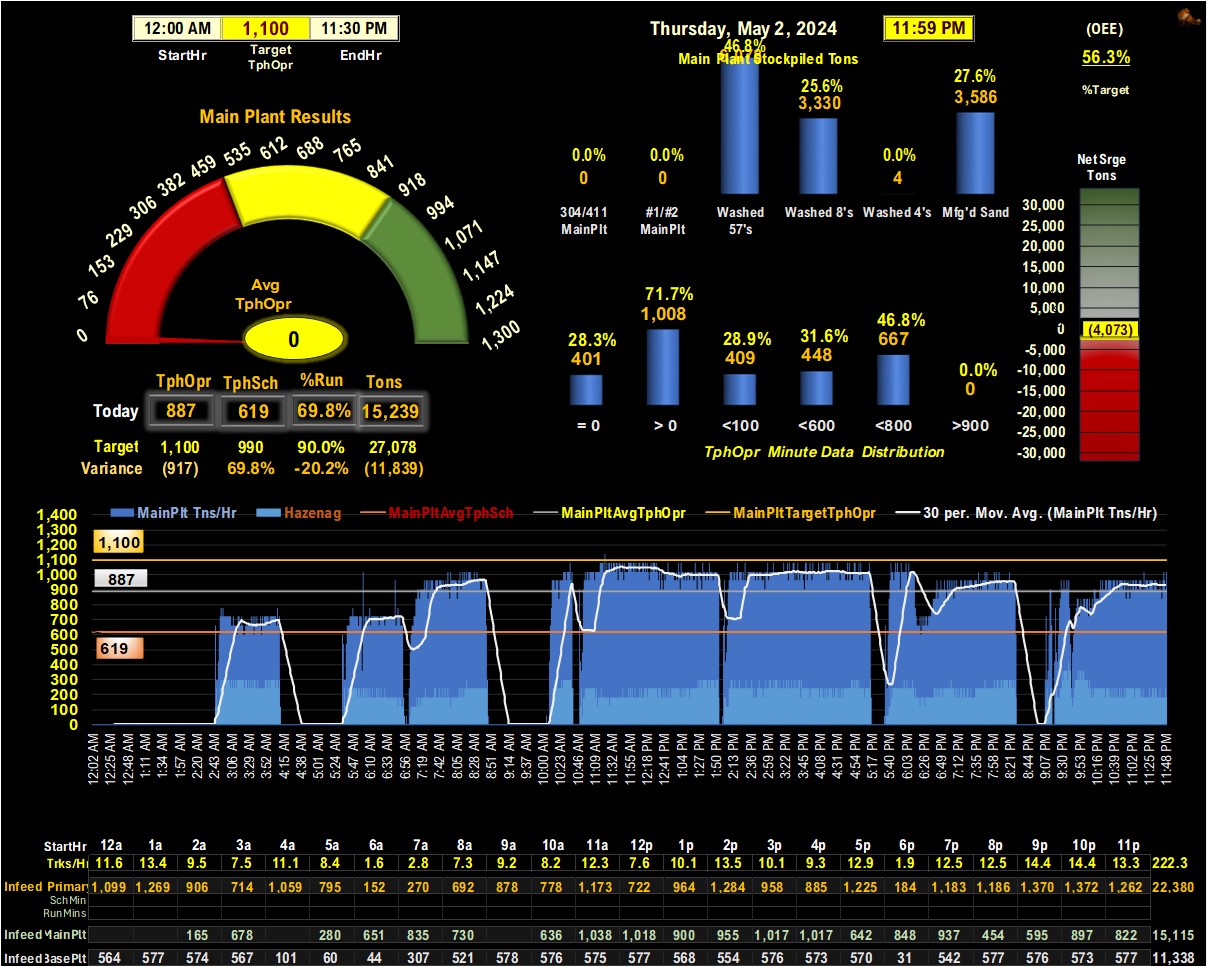 12:00 AM 1,100 11:30 PM
StartHr Target TphOpr EndHr
Thursday, May 2, 2024 11:59 PM
(OEE)
56.3%
%Target
Main Plant Stockpiled Tons
46.8%
25.6%
3,330
27.6%
3,586
0.0% 0.0% 0.0%
0 0 4
304/411 MainPlt #1/#2 MainPlt Washed 57's Washed 8's Washed 4's Mfg'd Sand
Net Srge
Tons
30,000
25,000
20,000
15,000
10,000
5,000
0
(4,073)
-5,000
-10,000
-15,000
-20,000
-25,000
-30,000
Main Plant Results
0 76 153 229 306 382 459 535 612 688 765 841 918 994 1,071 1,147 1,224 1,300
Avg
TphOpr
0
28.3% 71.7% 28.9% 31.6% 46.8% 0.0%
401 1,008 409 448 667 0
= 0 > 0 <100 <600 <800 >900
TphOpr Minute Data Distribution
TphOpr TphSch %Run Tons
Today 887 619 69.8% 15,239
Target 1,100 990 90.0% 27,078
Variance (917) 69.8% -20.2% (11,839)
MainPlt Tns/Hr Hazenag MainPltAvgTphSch MainPltAvgTphOpr MainPltTargetTphOpr 30 per. Mov. Avg. (MainPlt Tns/Hr)
1,400
1,300
1,200
1,100
1,000
900
800
700
600
500
400
300
200
100
0
1,100
887
619
12:02 AM 12:25 AM 12:48 AM 1:11 AM 1:34 AM 1:57 AM 2:20 AM 2:43 AM 3:06 AM 3:29 AM 3:52 AM 4:15 AM 4:38 AM 5:01 AM 5:24 AM 5:47 AM 6:10 AM 6:33 AM 6:56 AM 7:19 AM 7:42 AM 8:05 AM 8:28 AM 8:51 AM 9:14 AM 9:37 AM 10:00 AM 10:23 AM 10:46 AM 11:09 AM 11:32 AM 11:55 AM 12:18 PM 12:41 PM 1:04 PM 1:27 PM 1:50 PM 2:13 PM 2:36 PM 2:59 PM 3:22 PM 3:45 PM 4:08 PM 4:31 PM 4:54 PM 5:17 PM 5:40 PM 6:03 PM 6:26 PM 6:49 PM 7:12 PM 7:35 PM 7:58 PM 8:21 PM 8:44 PM 9:07 PM 9:30 PM 9:53 PM 10:16 PM 10:39 PM 11:02 PM 11:25 PM 11:48 PM
StartHr 12a 1a 2a 3a 4a 5a 6a 7a 8a 9a 10a 11a 12p 1p 2p 3p 4p 5p 6p 7p 8p 9p 10p 11p
Trks/Hr 11.6 13.4 9.5 7.5 11.1 8.4 1.6 2.8 7.3 9.2 8.2 12.3 7.6 10.1 13.5 10.1 9.3 12.9 1.9 12.5 12.5 14.4 14.4 13.3 222.3
Infeed Primary 1,099 1,269 906 714 1,059 795 152 270 692 878 778 1,173 722 964 1,284 958 885 1,225 184 1,183 1,186 1,370 1,372 1,262 22,380
SchMin
RunMins
Infeed MainPlt 165 678 280 651 835 730 636 1,038 1,018 900 955 1,017 1,017 642 848 937 454 595 897 822 15,115
Infeed BasePlt 564 577 574 567 101 60 44 307 521 578 576 575 577 568 554 576 573 570 31 542 577 576 573 577 11,338